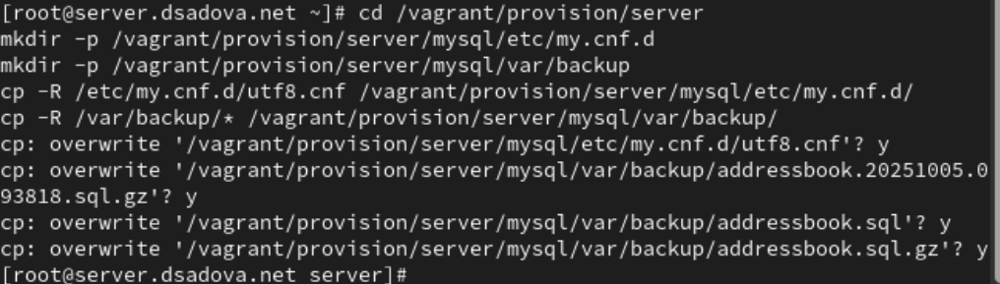 [root@server.dsadova.net ~]# cd /vagrant/provision/server
mkdir -p /vagrant/provision/server/mysql/etc/my.cnf.d
mkdir -p /vagrant/provision/server/mysql/var/backup
cp -R /etc/my.cnf.d/utf8.cnf /vagrant/provision/server/mysql/etc/my.cnf.d/
cp -R /var/backup/* /vagrant/provision/server/mysql/var/backup/
cp: overwrite '/vagrant/provision/server/mysql/etc/my.cnf.d/utf8.cnf'? y
cp: overwrite '/vagrant/provision/server/mysql/var/backup/addressbook.20251005.0
93818.sql.gz'? y
cp: overwrite '/vagrant/provision/server/mysql/var/backup/addressbook.sql'? y
cp: overwrite '/vagrant/provision/server/mysql/var/backup/addressbook.sql.gz'? y
[root@server.dsadova.net server]#